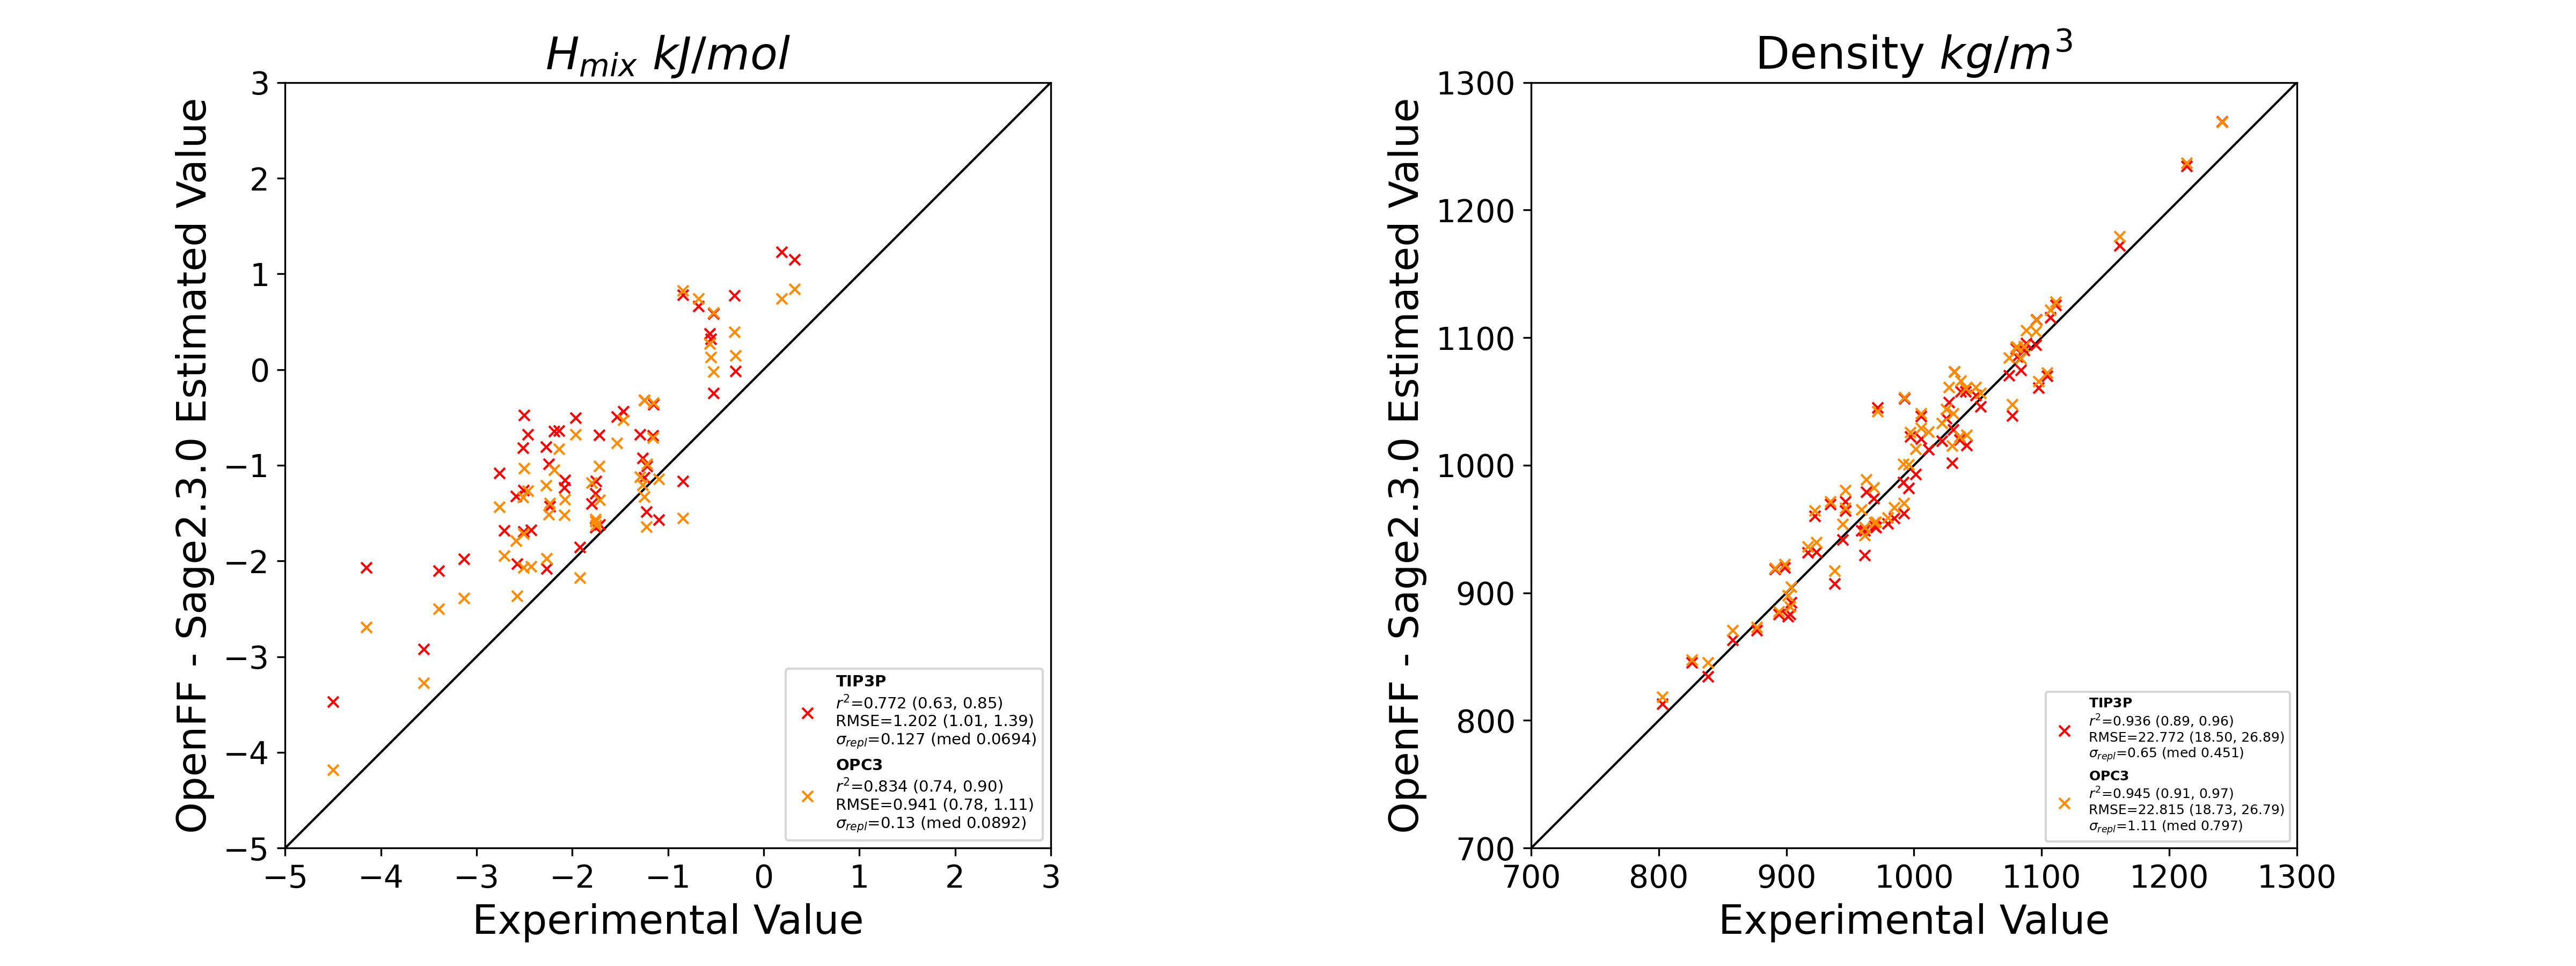 H_mix kJ/mol
OpenFF - Sage2.3.0 Estimated Value
3
2
1
0
−1
−2
−3
−4
−5
−5 −4 −3 −2 −1 0 1 2 3
Experimental Value
TIP3P
r²=0.772 (0.63, 0.85)
RMSE=1.202 (1.01, 1.39)
σ_repl=0.127 (med 0.0694)
OPC3
r²=0.834 (0.74, 0.90)
RMSE=0.941 (0.78, 1.11)
σ_repl=0.13 (med 0.0892)
Density kg/m³
OpenFF - Sage2.3.0 Estimated Value
1300
1200
1100
1000
900
800
700
700 800 900 1000 1100 1200 1300
Experimental Value
TIP3P
r²=0.936 (0.89, 0.96)
RMSE=22.772 (18.50, 26.89)
σ_repl=0.65 (med 0.451)
OPC3
r²=0.945 (0.91, 0.97)
RMSE=22.815 (18.73, 26.79)
σ_repl=1.11 (med 0.797)